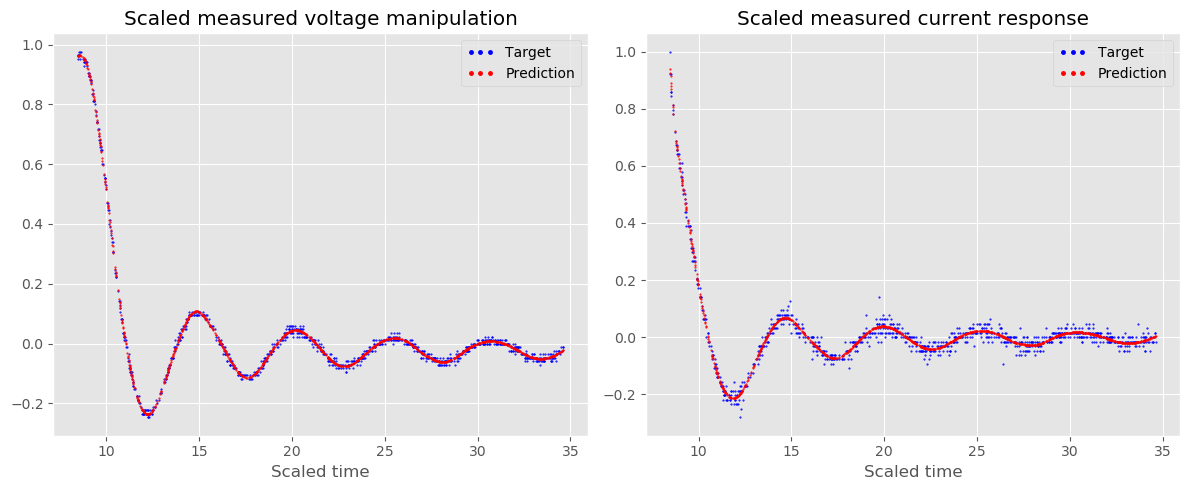 Scaled measured voltage manipulation
1.0
0.8
0.6
0.4
0.2
0.0
−0.2
10 15 20 25 30 35
Scaled time
Target
Prediction
Scaled measured current response
1.0
0.8
0.6
0.4
0.2
0.0
−0.2
10 15 20 25 30 35
Scaled time
Target
Prediction